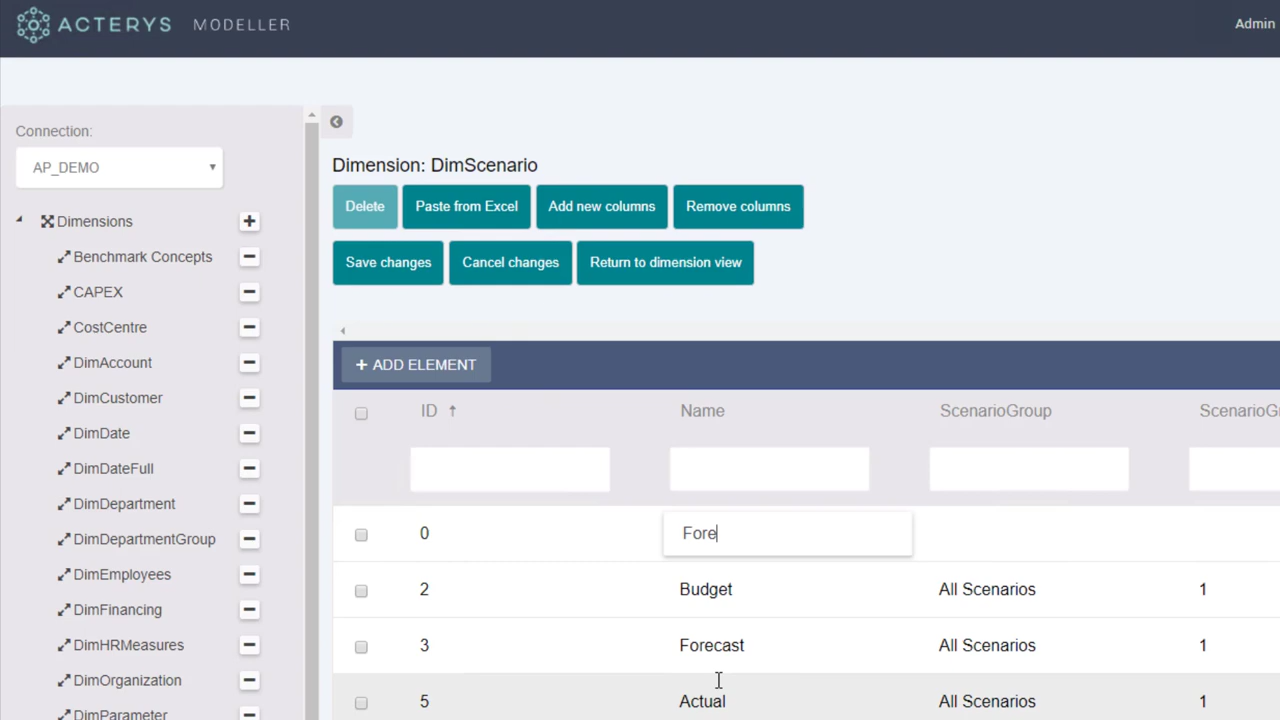 ACTERYS MODELLER
Admin
Connection:
AP_DEMO
Dimension: DimScenario
Delete Paste from Excel Add new columns Remove columns
Save changes Cancel changes Return to dimension view
Dimensions
Benchmark Concepts
CAPEX
CostCentre
DimAccount
DimCustomer
DimDate
DimDateFull
DimDepartment
DimDepartmentGroup
DimEmployees
DimFinancing
DimHRMeasures
DimOrganization
DimParameter
+ ADD ELEMENT
ID ↑ Name ScenarioGroup ScenarioG
0 Fore
2 Budget All Scenarios 1
3 Forecast All Scenarios 1
5 Actual All Scenarios 1